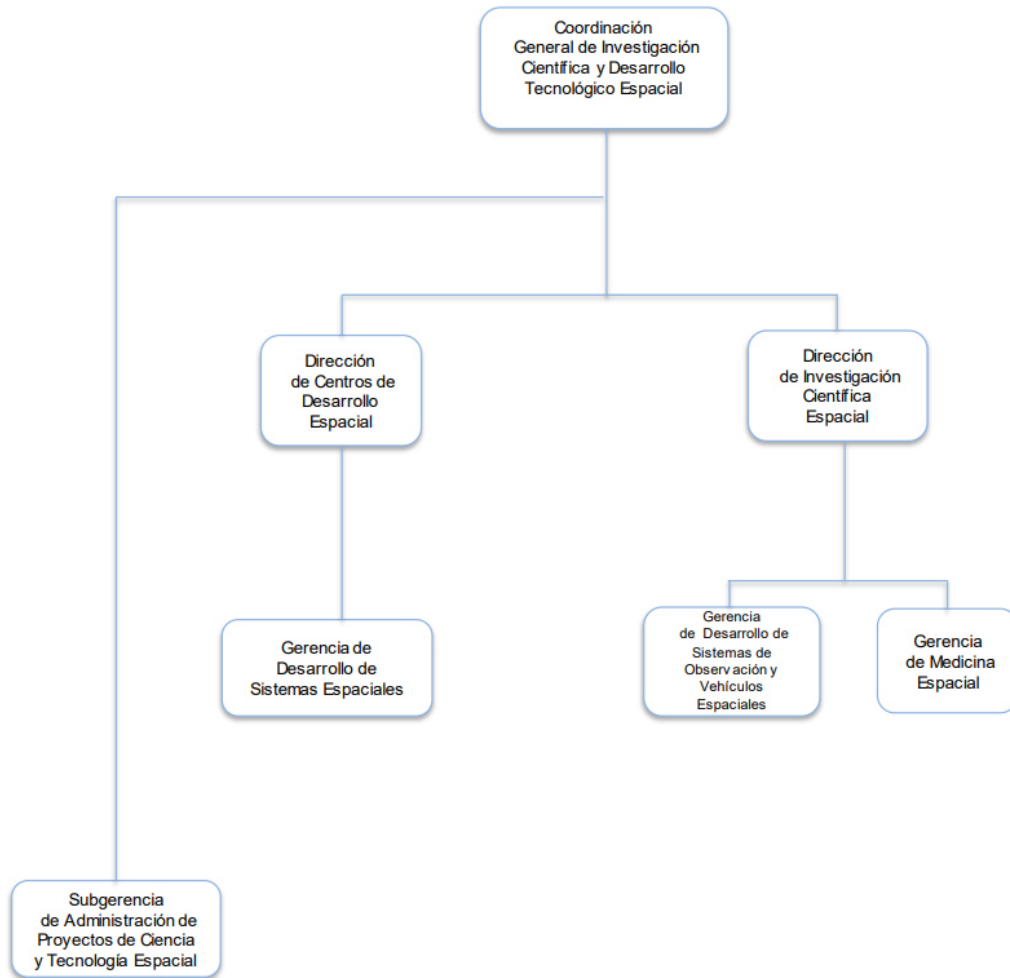 Coordinación
General de Investigación
Científica y Desarrollo
Tecnológico Espacial
Dirección
de Centros de
Desarrollo
Espacial
Dirección
de Investigación
Científica
Espacial
Gerencia de
Desarrollo de
Sistemas Espaciales
Gerencia
de Desarrollo de
Sistemas de
Observación y
Vehículos
Espaciales
Gerencia
de Medicina
Espacial
Subgerencia
de Administración de
Proyectos de Ciencia
y Tecnología Espacial